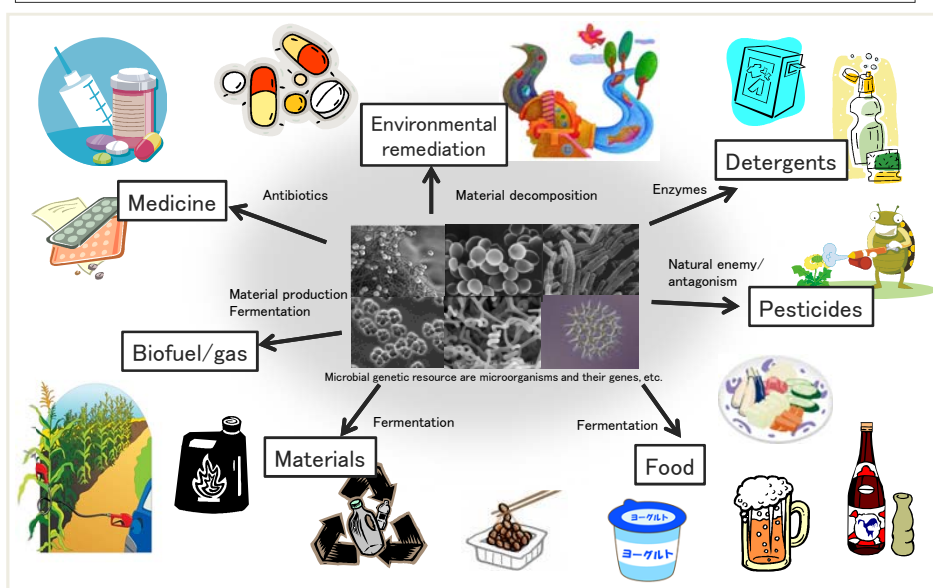 Environmental
remediation
Detergents
Medicine
Antibiotics
Material decomposition
Enzymes
Natural enemy/
antagonism
Pesticides
Material production
Fermentation
Biofuel/gas
Microbial genetic resource are microorganisms and their genes, etc.
Fermentation
Fermentation
Materials
Food
ヨーグルト
ヨーグルト